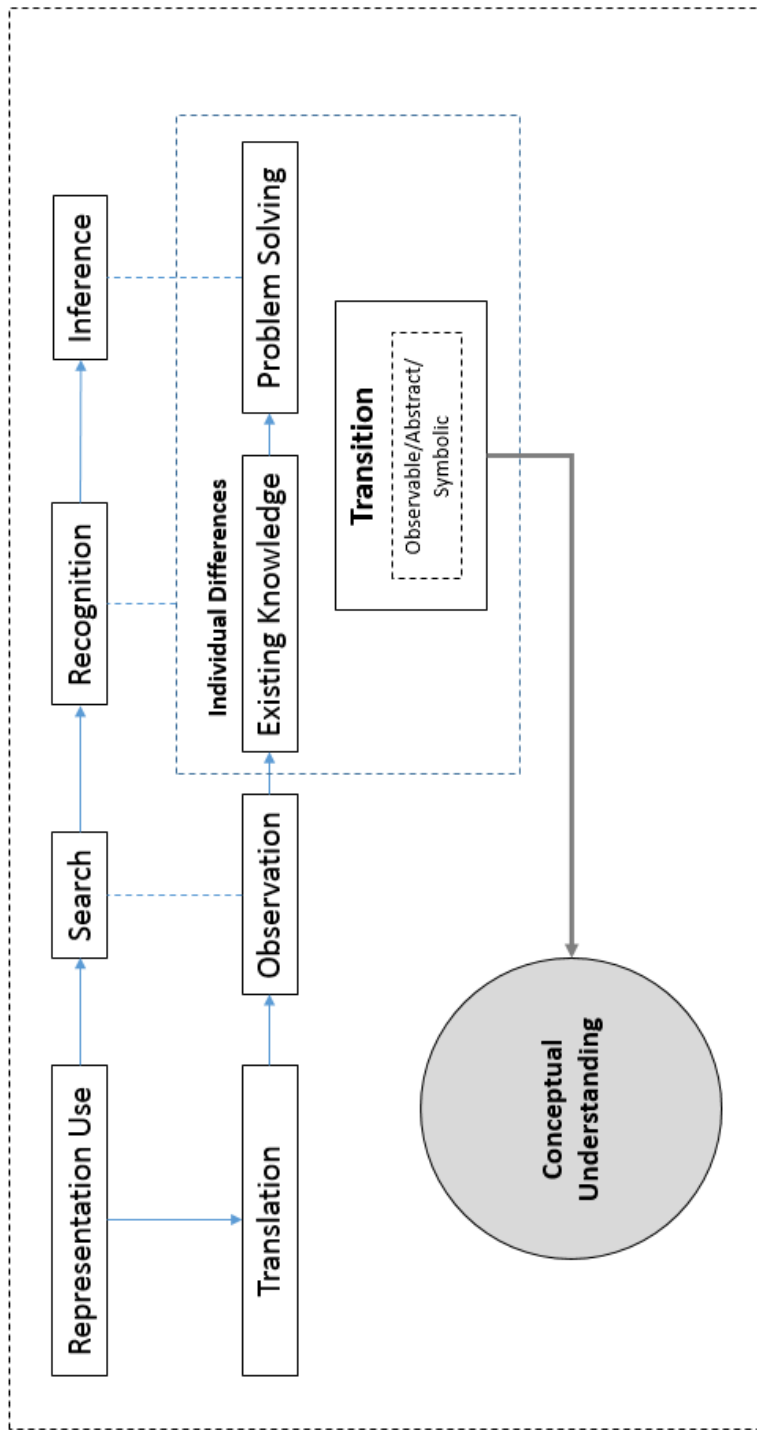 Representation Use
Search
Recognition
Inference
Individual Differences
Translation
Observation
Existing Knowledge
Problem Solving
Transition
Observable/Abstract/
Symbolic
Conceptual
Understanding